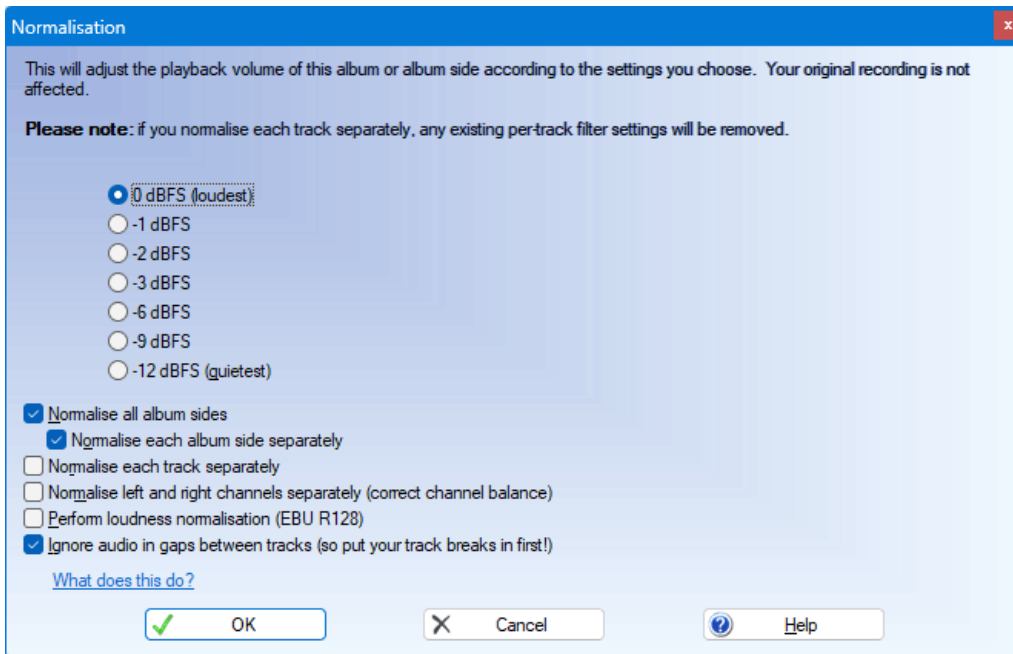 Normalisation
x
This will adjust the playback volume of this album or album side according to the settings you choose. Your original recording is not
affected.
Please note: if you normalise each track separately, any existing per-track filter settings will be removed.
0 dBFS (loudest)
-1 dBFS
-2 dBFS
-3 dBFS
-6 dBFS
-9 dBFS
-12 dBFS (quietest)
Normalise all album sides
Normalise each album side separately
Normalise each track separately
Normalise left and right channels separately (correct channel balance)
Perform loudness normalisation (EBU R128)
Ignore audio in gaps between tracks (so put your track breaks in first!)
What does this do?
OK Cancel ? Help